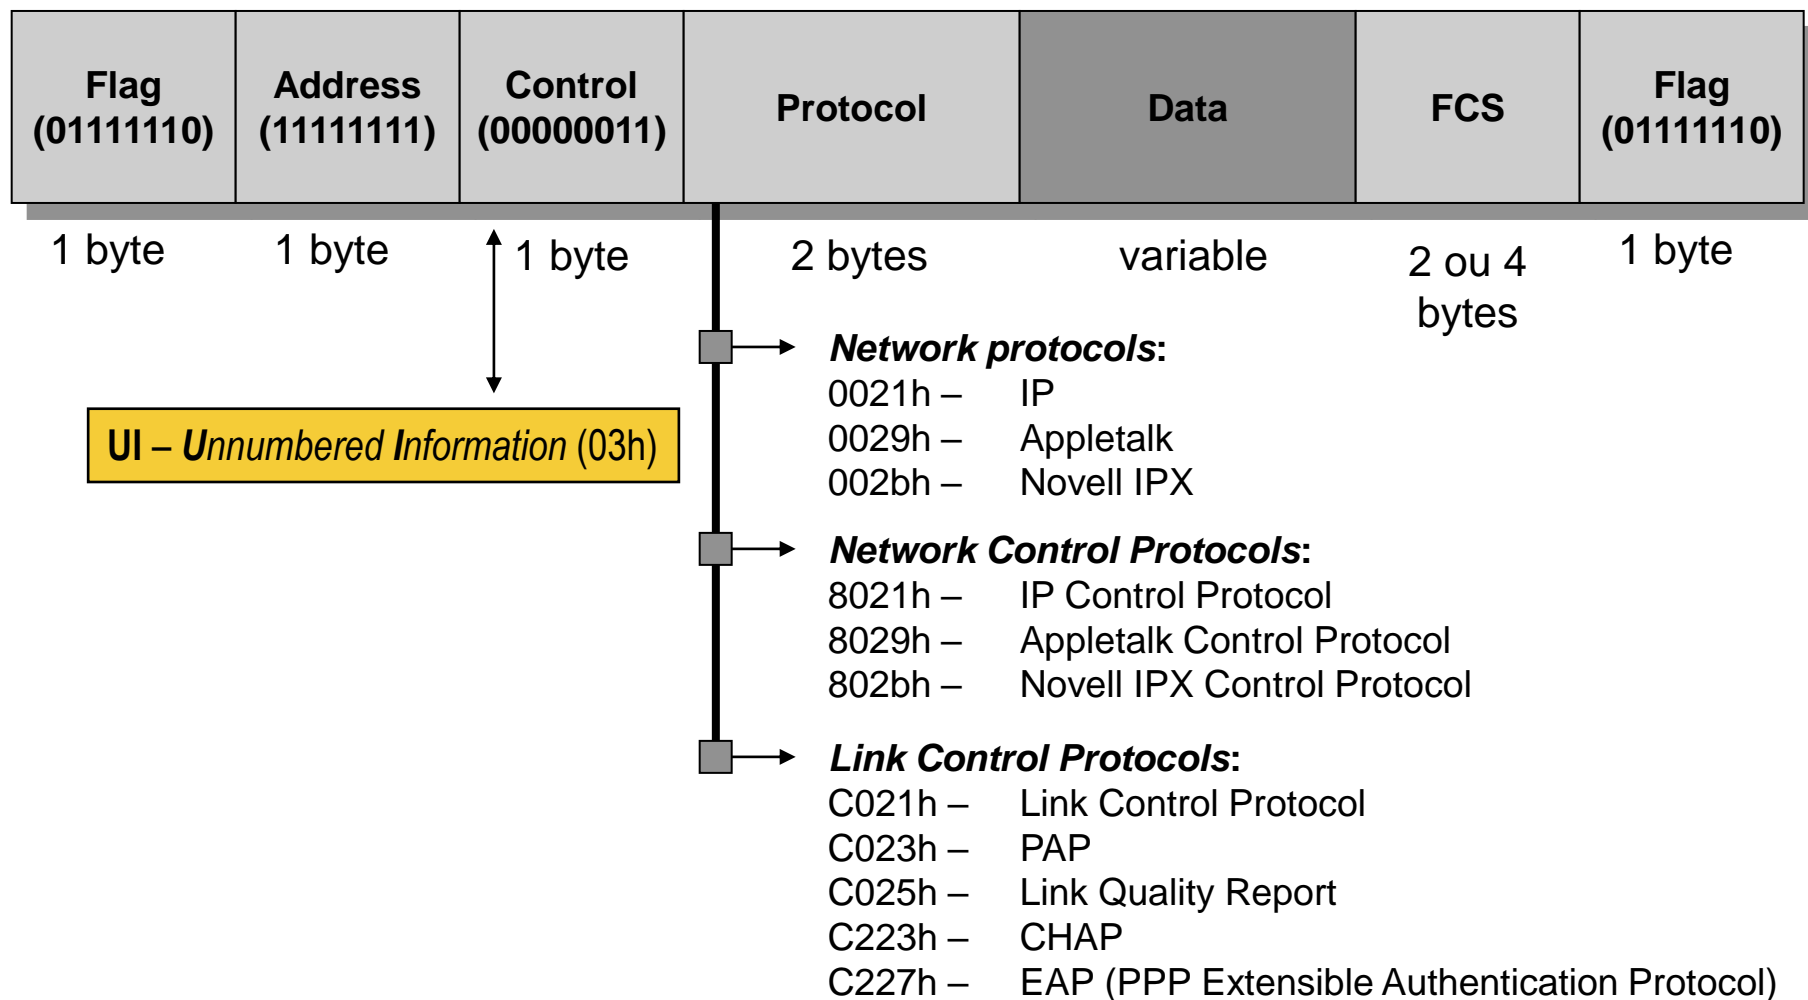 Flag
(01111110)
Address
(11111111)
Control
(00000011)
Protocol
Data
FCS
Flag
(01111110)
1 byte
1 byte
1 byte
2 bytes
variable
2 ou 4
bytes
1 byte
UI – Unnumbered Information (03h)
Network protocols:
0021h – IP
0029h – Appletalk
002bh – Novell IPX
Network Control Protocols:
8021h – IP Control Protocol
8029h – Appletalk Control Protocol
802bh – Novell IPX Control Protocol
Link Control Protocols:
C021h – Link Control Protocol
C023h – PAP
C025h – Link Quality Report
C223h – CHAP
C227h – EAP (PPP Extensible Authentication Protocol)